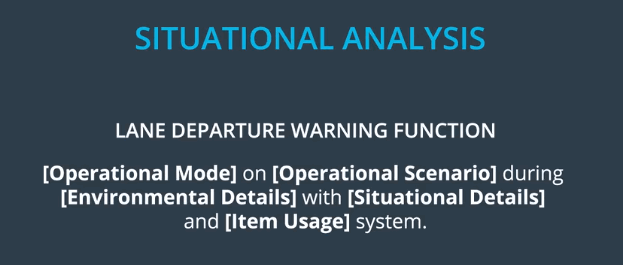 SITUATIONAL ANALYSIS
LANE DEPARTURE WARNING FUNCTION
[Operational Mode] on [Operational Scenario] during
[Environmental Details] with [Situational Details]
and [Item Usage] system.